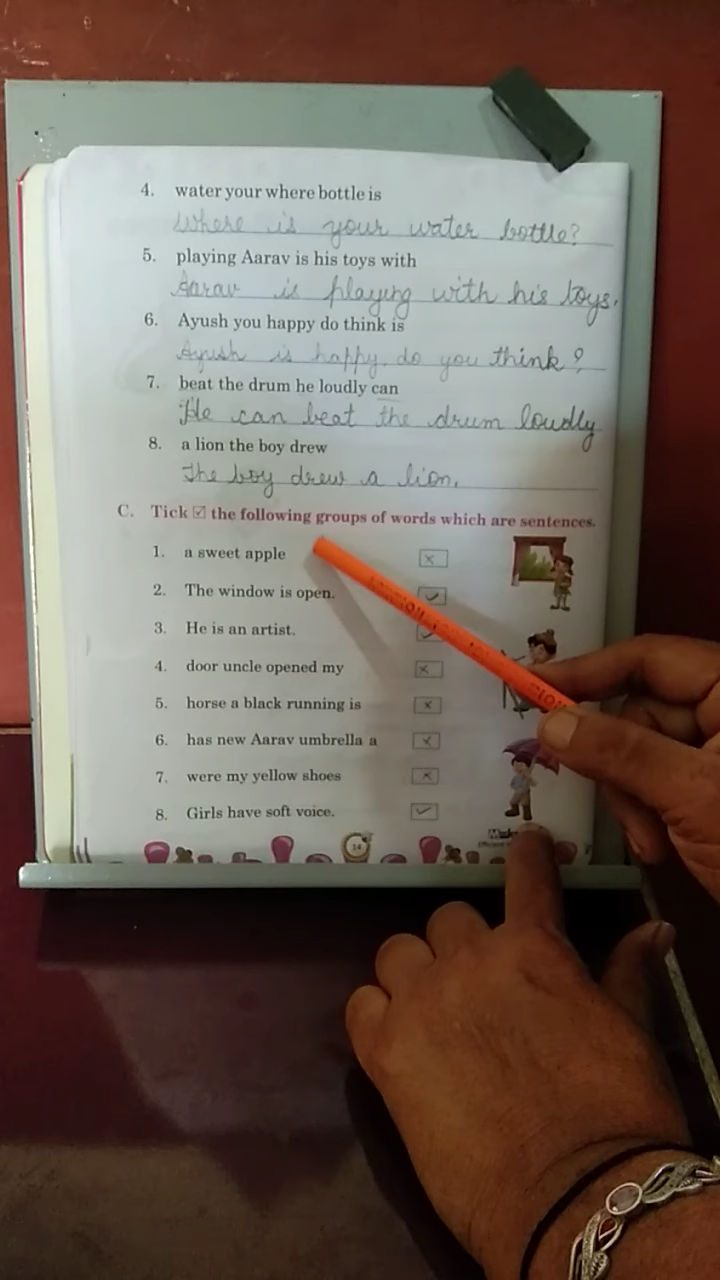 4. water your where bottle is
Where is your water bottle?
5. playing Aarav is his toys with
Aarav is playing with his toys.
6. Ayush you happy do think is
Ayush is happy, do you think?
7. beat the drum he loudly can
He can beat the drum loudly
8. a lion the boy drew
The boy drew a lion.
C. Tick ☑ the following groups of words which are sentences.
1. a sweet apple
2. The window is open.
3. He is an artist.
4. door uncle opened my
5. horse a black running is
6. has new Aarav umbrella a
7. were my yellow shoes
8. Girls have soft voice.
14